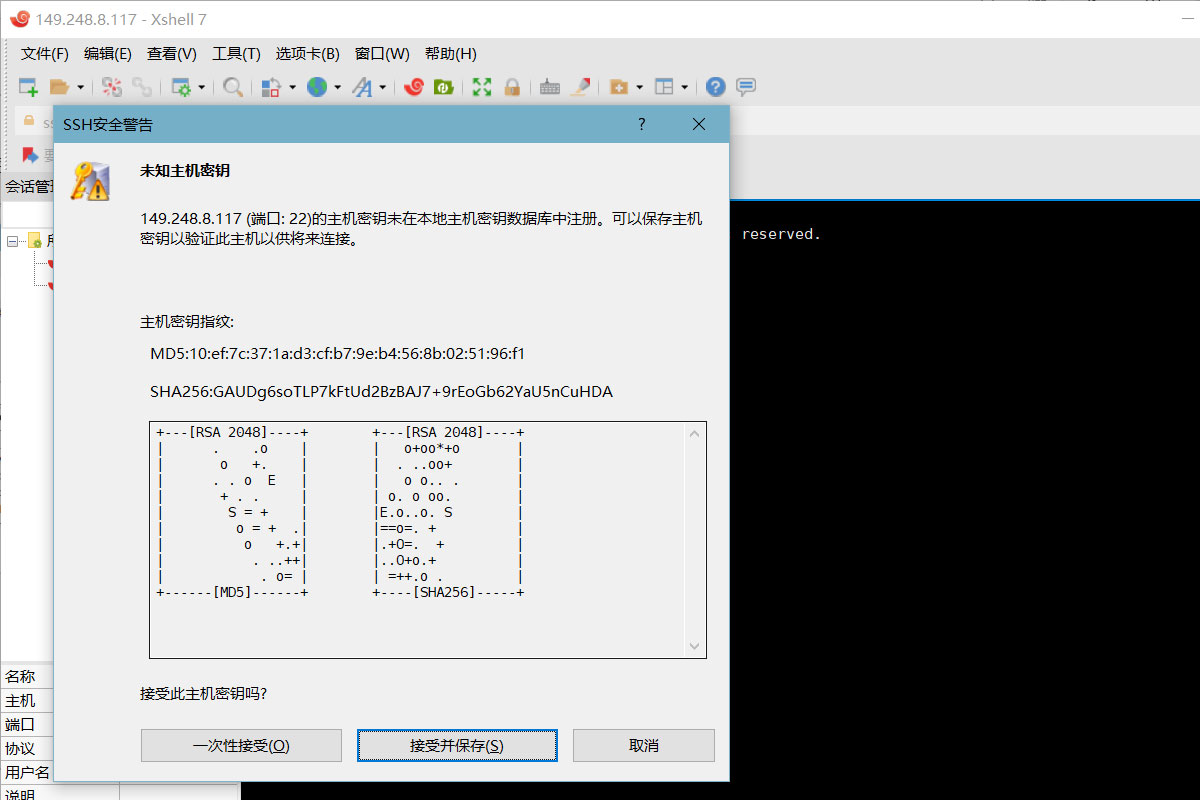 149.248.8.117 - Xshell 7
文件(F) 编辑(E) 查看(V) 工具(T) 选项卡(B) 窗口(W) 帮助(H)
SSH安全警告
会话管
未知主机密钥
149.248.8.117 (端口: 22)的主机密钥未在本地主机密钥数据库中注册。可以保存主机
密钥以验证此主机以供将来连接。
reserved.
主机密钥指纹:
MD5:10:ef:7c:37:1a:d3:cf:b7:9e:b4:56:8b:02:51:96:f1
SHA256:GAUDg6soTLP7kFtUd2BzBAJ7+9rEoGb62YaU5nCuHDA
+---[RSA 2048]----+        +---[RSA 2048]----+
|      .    .o    |        |   o+oo*+o       |
|       o   +.    |        |  . ..oo+        |
|      . . o  E   |        |   o o.. .       |
|       + . .     |        | o. o oo.        |
|        S = +    |        |E.o..o. S        |
|         o = +  .|        |==o=. +          |
|          o   +.+|        |.+O=.  +         |
|           . ..++|        |..O+o.+          |
|            . o= |        | =++.o .         |
+------[MD5]------+        +----[SHA256]-----+
接受此主机密钥吗?
一次性接受(O) 接受并保存(S) 取消
名称
主机
端口
协议
用户名
说明